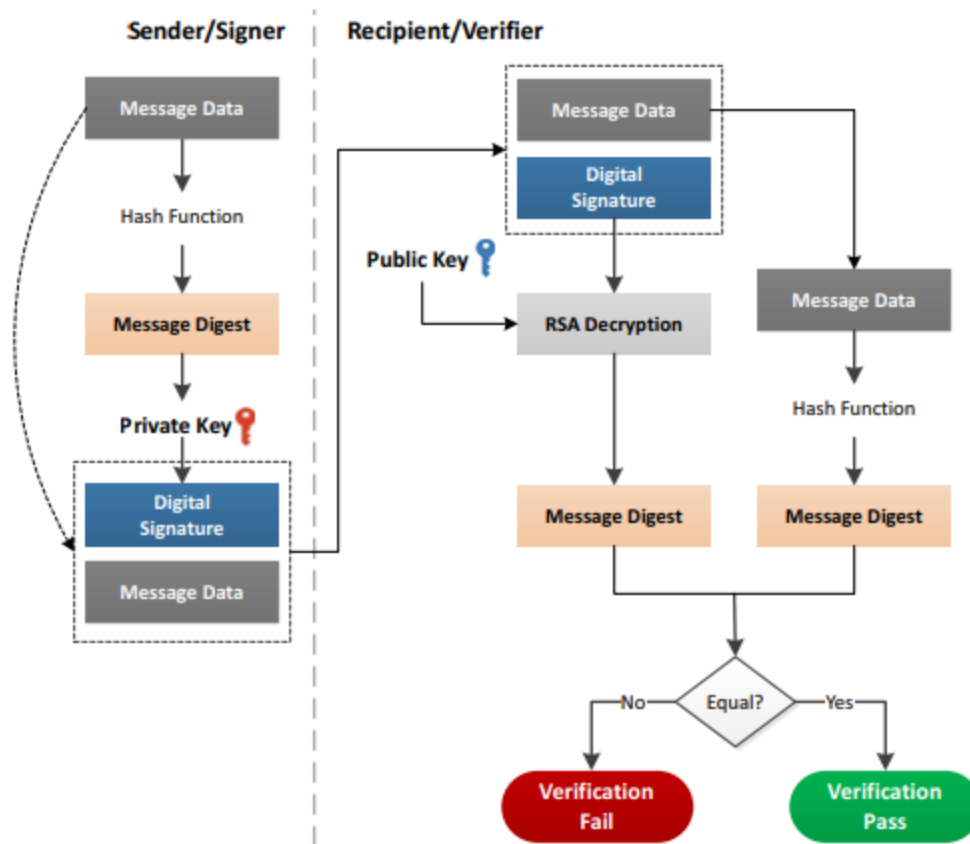 Sender/Signer
Recipient/Verifier
Message Data
Hash Function
Message Digest
Private Key
Digital
Signature
Message Data
Message Data
Digital
Signature
Public Key
RSA Decryption
Message Digest
Message Data
Hash Function
Message Digest
Equal?
No
Yes
Verification
Fail
Verification
Pass